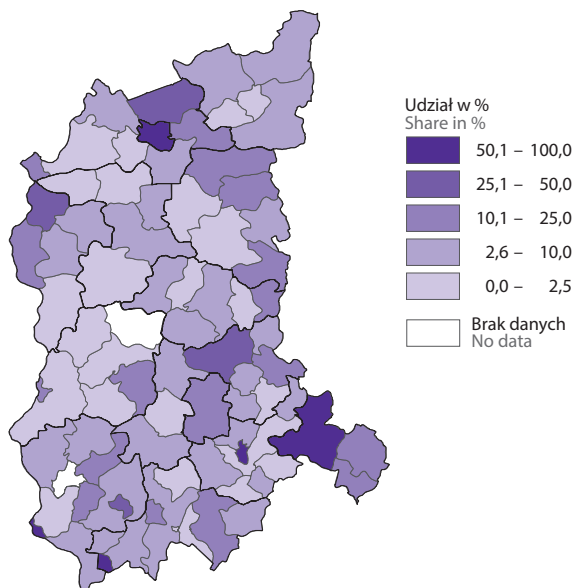 Udział w %
Share in %
50,1 – 100,0
25,1 – 50,0
10,1 – 25,0
2,6 – 10,0
0,0 – 2,5
Brak danych
No data